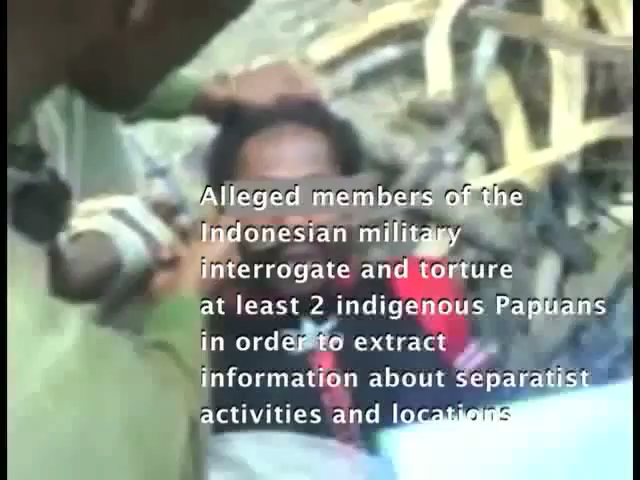 Alleged members of the
Indonesian military
interrogate and torture
at least 2 indigenous Papuans
in order to extract
information about separatist
activities and locations